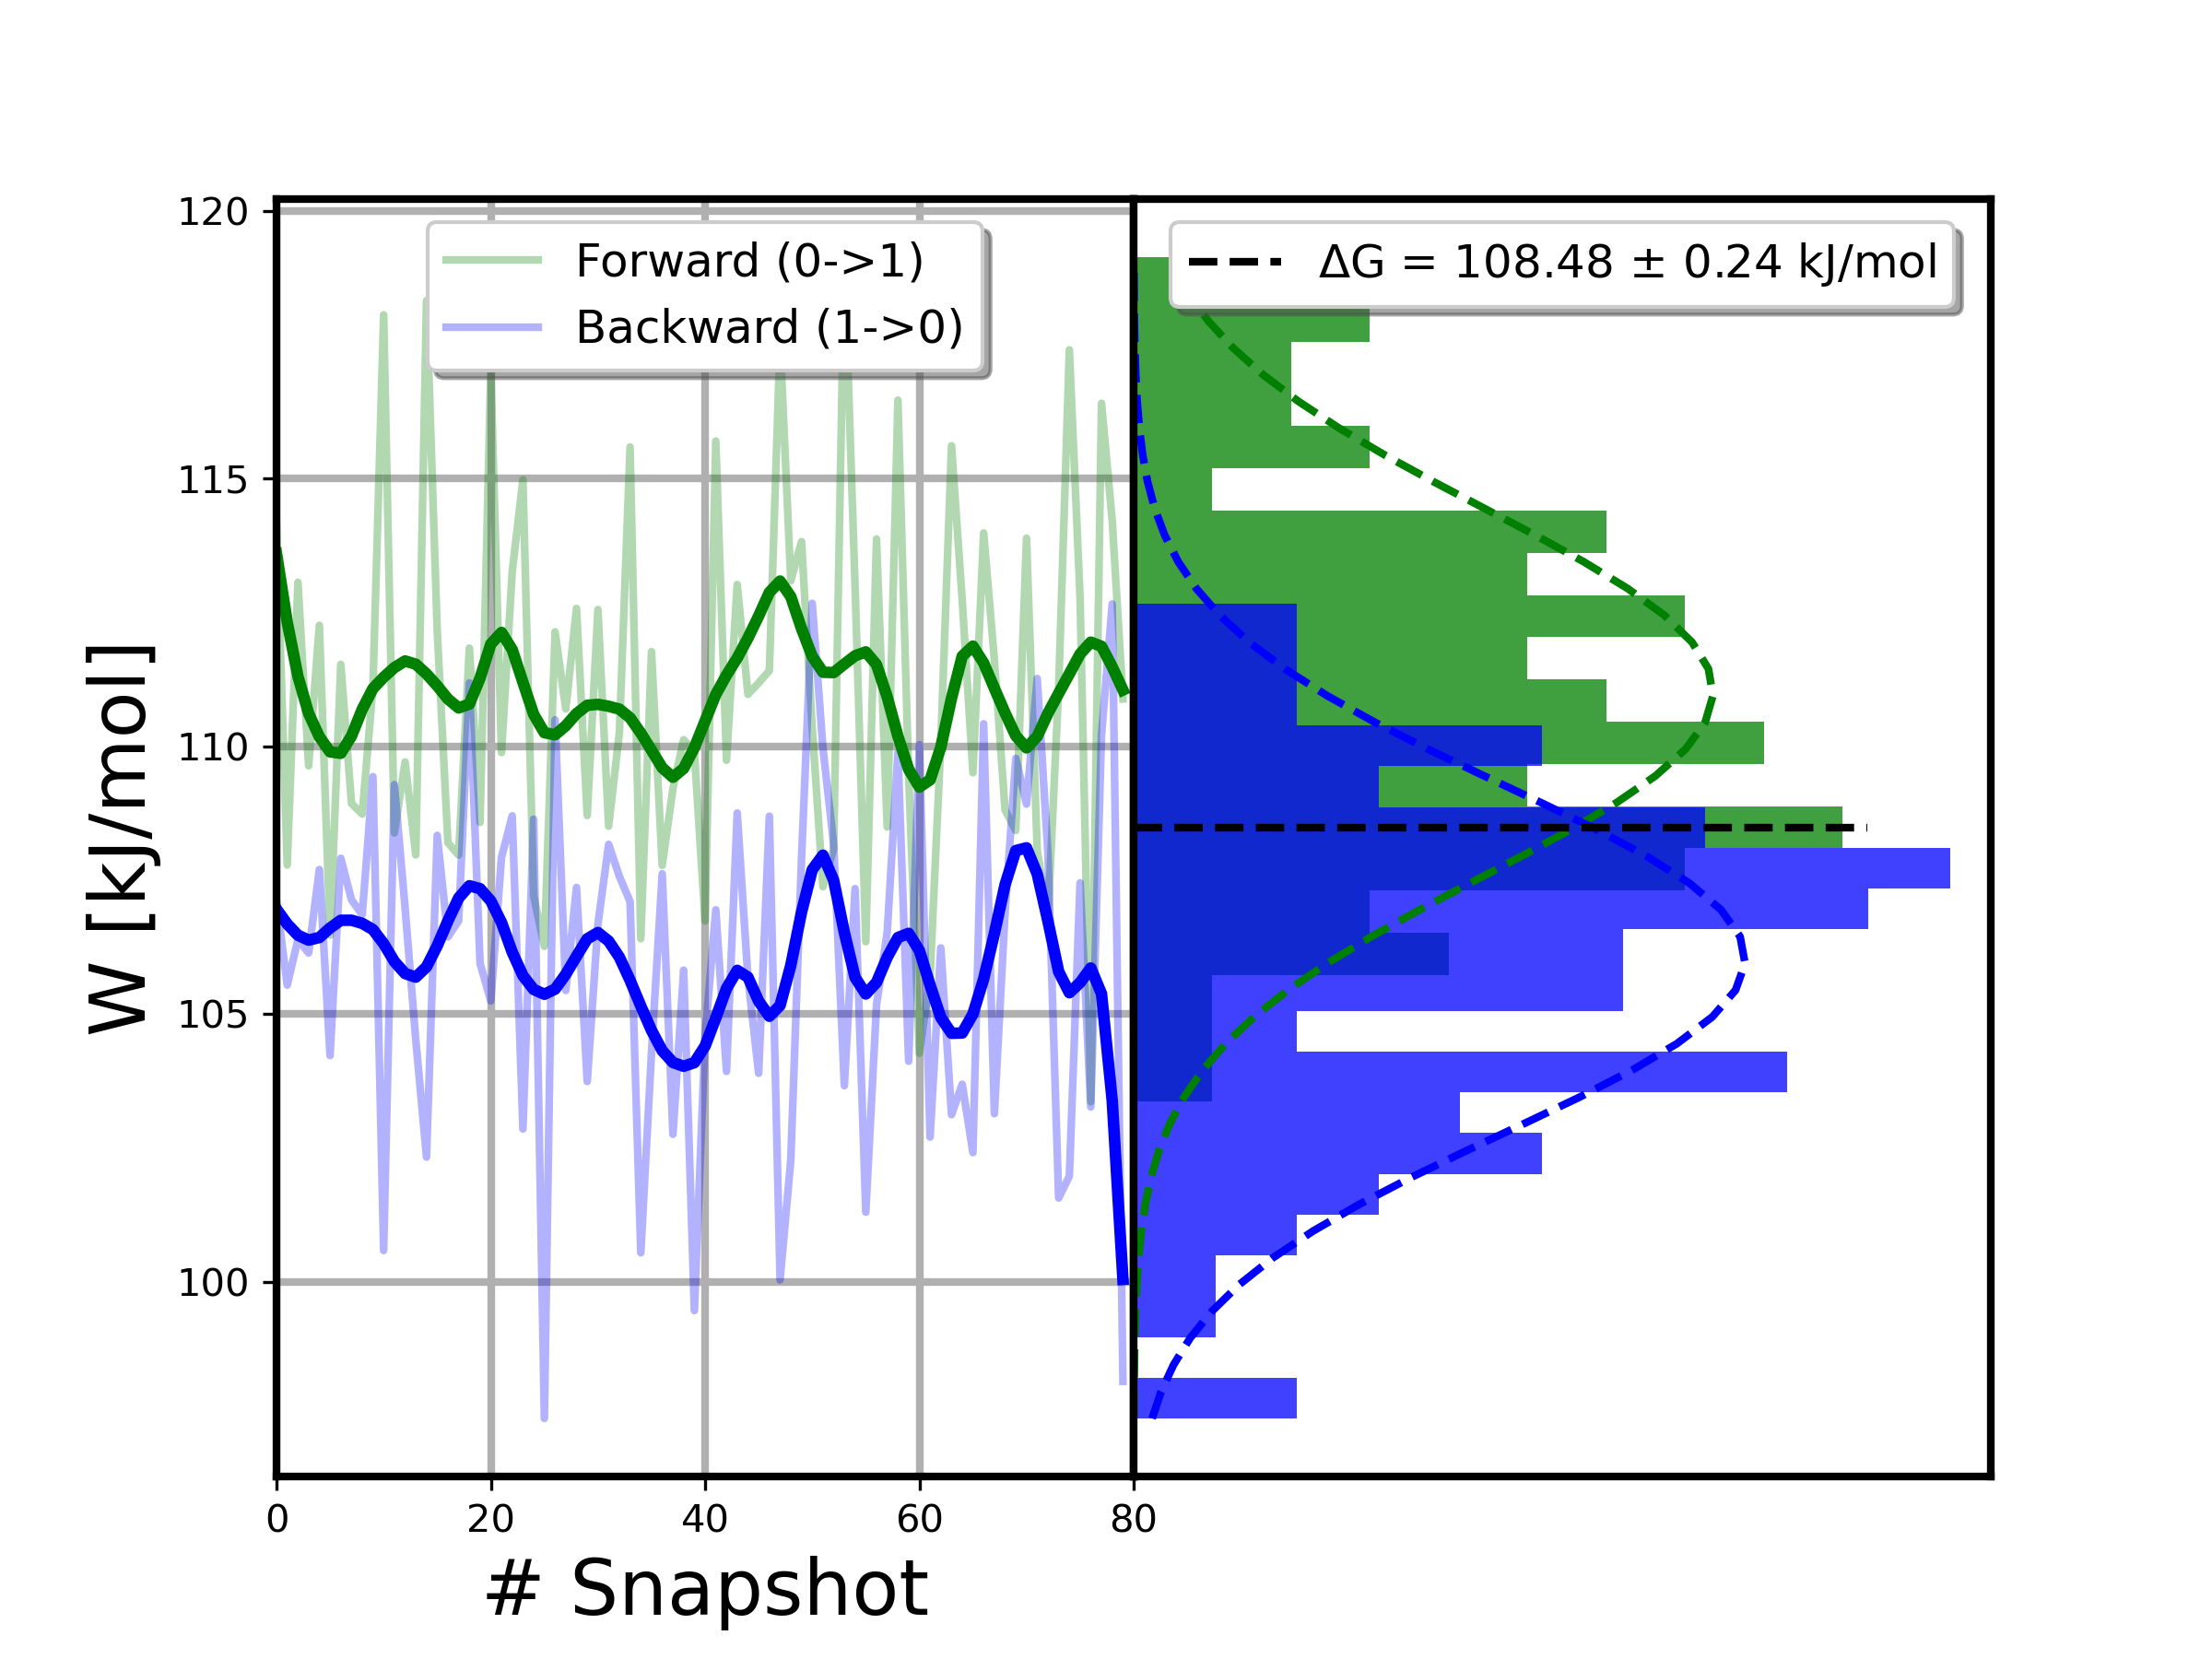 Forward (0->1)
Backward (1->0)
ΔG = 108.48 ± 0.24 kJ/mol
W [kJ/mol]
120
115
110
105
100
0 20 40 60 80
# Snapshot